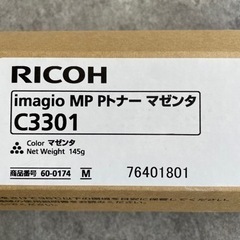 RICOH
imagio MP Pトナー マゼンタ
C3301
Color マゼンタ
Net Weight 145g
商品番号 60-0174 M 76401801